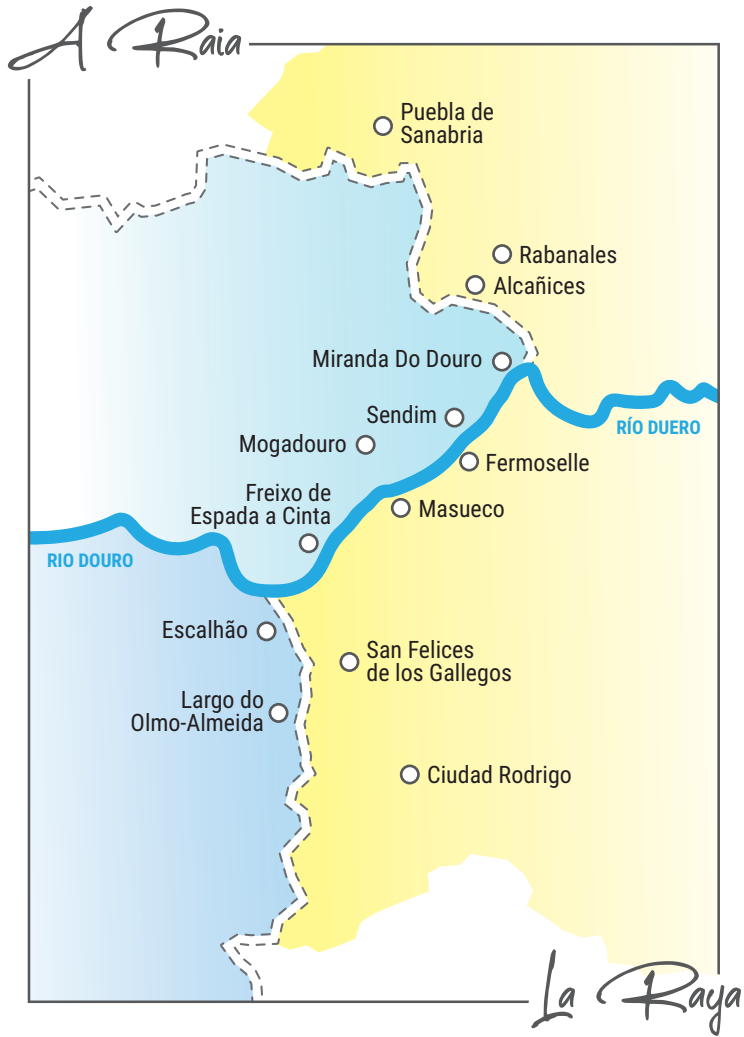 A Raia
Puebla de
Sanabria
Rabanales
Alcañices
Miranda Do Douro
Sendim
RÍO DUERO
Mogadouro
Fermoselle
Freixo de
Espada a Cinta
Masueco
RIO DOURO
Escalhão
San Felices
de los Gallegos
Largo do
Olmo-Almeida
Ciudad Rodrigo
La Raya